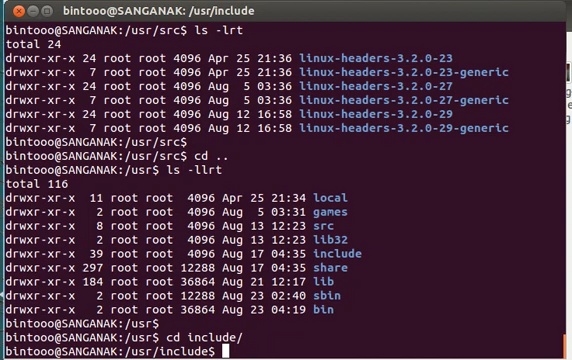 bintooo@SANGANAK: /usr/include
bintooo@SANGANAK:/usr/src$ ls -lrt
total 24
drwxr-xr-x 24 root root 4096 Apr 25 21:36 linux-headers-3.2.0-23
drwxr-xr-x  7 root root 4096 Apr 25 21:36 linux-headers-3.2.0-23-generic
drwxr-xr-x 24 root root 4096 Aug  5 03:36 linux-headers-3.2.0-27
drwxr-xr-x  7 root root 4096 Aug  5 03:36 linux-headers-3.2.0-27-generic
drwxr-xr-x 24 root root 4096 Aug 12 16:58 linux-headers-3.2.0-29
drwxr-xr-x  7 root root 4096 Aug 12 16:58 linux-headers-3.2.0-29-generic
bintooo@SANGANAK:/usr/src$
bintooo@SANGANAK:/usr/src$ cd ..
bintooo@SANGANAK:/usr$ ls -llrt
total 116
drwxr-xr-x  11 root root  4096 Apr 25 21:34 local
drwxr-xr-x   2 root root  4096 Aug  5 03:31 games
drwxr-xr-x   8 root root  4096 Aug 13 12:23 src
drwxr-xr-x   2 root root  4096 Aug 13 12:23 lib32
drwxr-xr-x  39 root root  4096 Aug 17 04:35 include
drwxr-xr-x 297 root root 12288 Aug 17 04:35 share
drwxr-xr-x 184 root root 36864 Aug 21 12:17 lib
drwxr-xr-x   2 root root 12288 Aug 23 02:40 sbin
drwxr-xr-x   2 root root 36864 Aug 23 04:19 bin
bintooo@SANGANAK:/usr$
bintooo@SANGANAK:/usr$ cd include/
bintooo@SANGANAK:/usr/include$